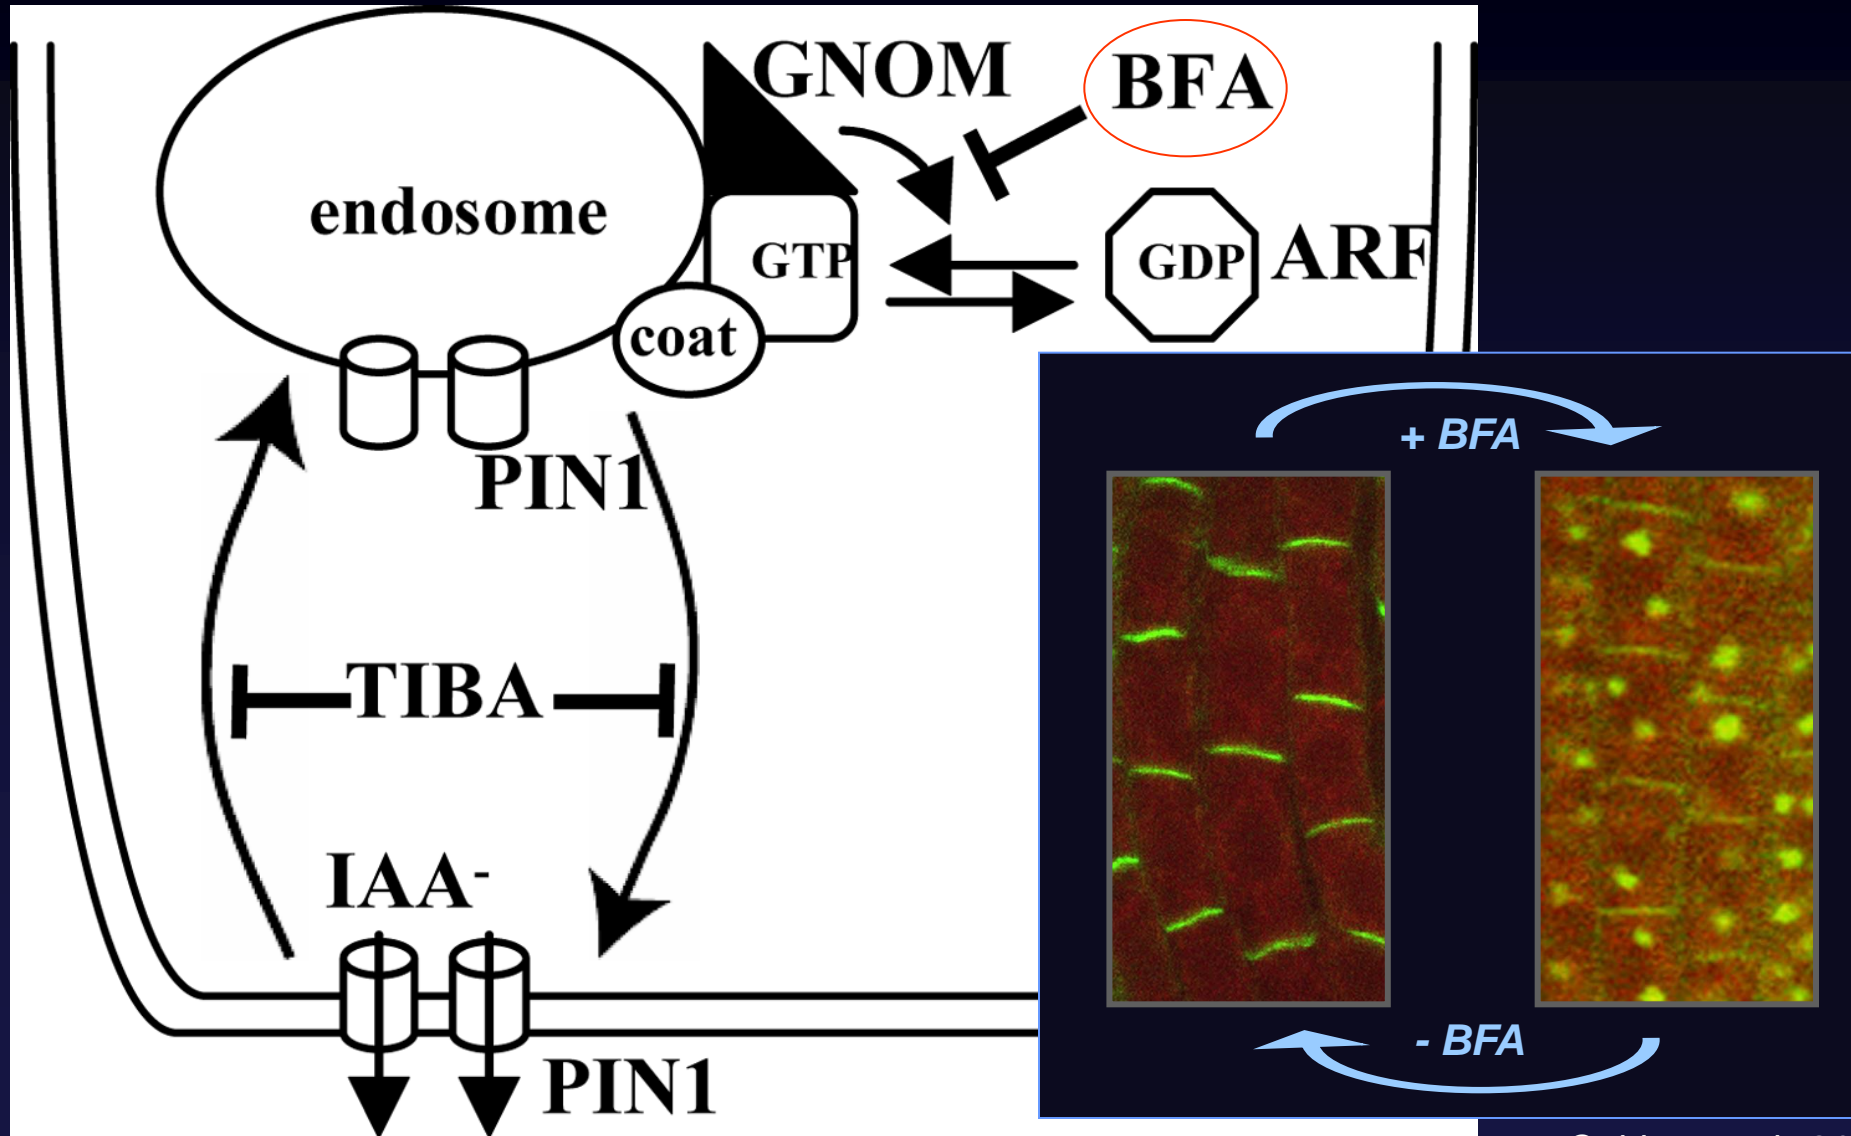 GNOM
BFA
endosome
GTP
GDP
ARF
coat
PIN1
+ BFA
TIBA
IAA-
- BFA
PIN1